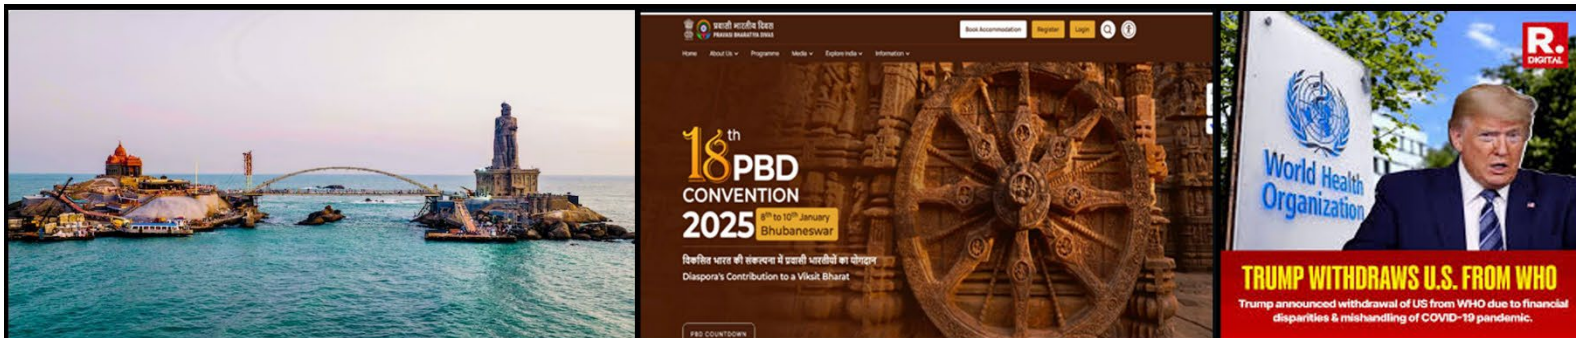 प्रवासी भारतीय दिवस
PRAVASI BHARATIYA DIVAS
Book Accommodation
Register
Login
Home
About Us
Programme
Media
Explore India
Information
18th PBD
CONVENTION
2025
8th to 10th January
Bhubaneswar
विकसित भारत की संकल्पना में प्रवासी भारतीयों का योगदान
Diaspora's Contribution to a Viksit Bharat
PBD COUNTDOWN
R.
DIGITAL
World Health
Organization
TRUMP WITHDRAWS U.S. FROM WHO
Trump announced withdrawal of US from WHO due to financial
disparities & mishandling of COVID-19 pandemic.